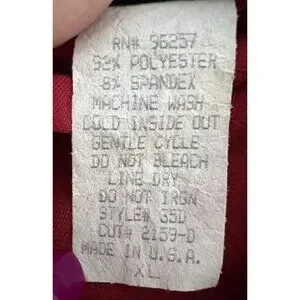 RN# 96257
92% POLYESTER
8% SPANDEX
MACHINE WASH
COLD INSIDE OUT
GENTLE CYCLE
DO NOT BLEACH
LINE DRY
DO NOT IRON
STYLE# 35D
CUT# 2159-D
MADE IN U.S.A.
XL